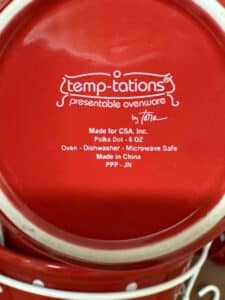 temp-tations®
presentable ovenware
by Tara
Made for CSA, Inc.
Polka Dot - 6 OZ
Oven - Dishwasher - Microwave Safe
Made in China
PPP - JN